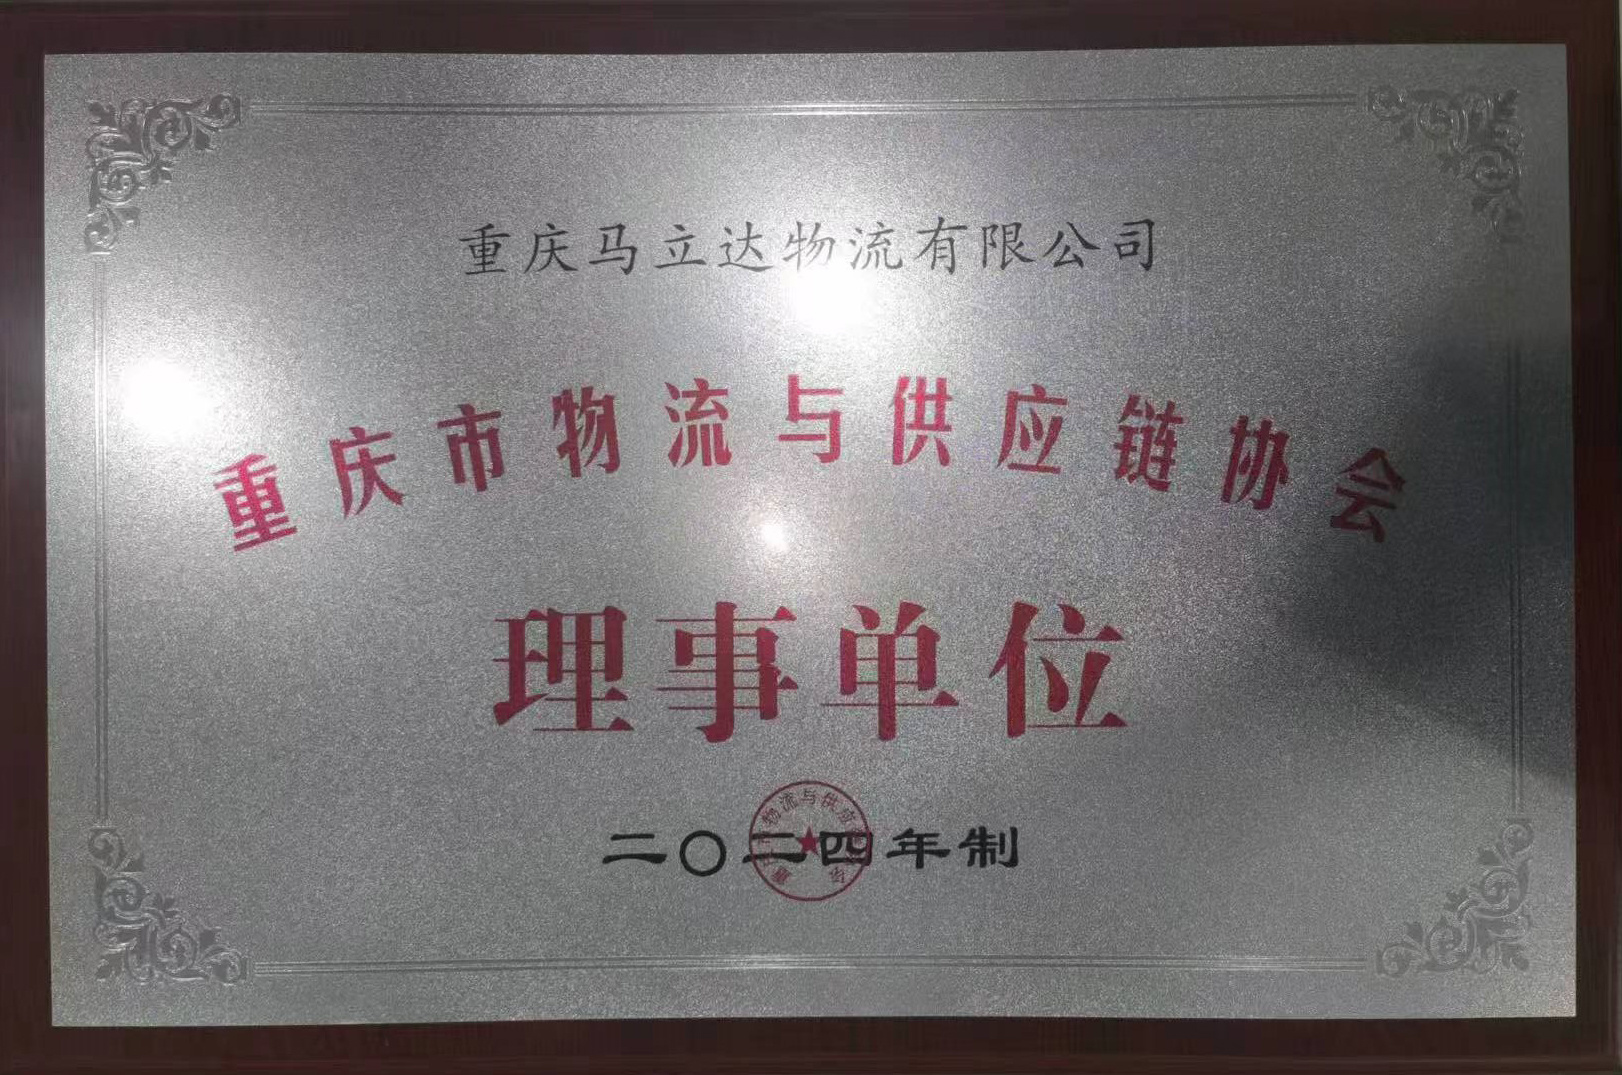 重庆马立达物流有限公司
重庆市物流与供应链协会
理事单位
二〇二四年制